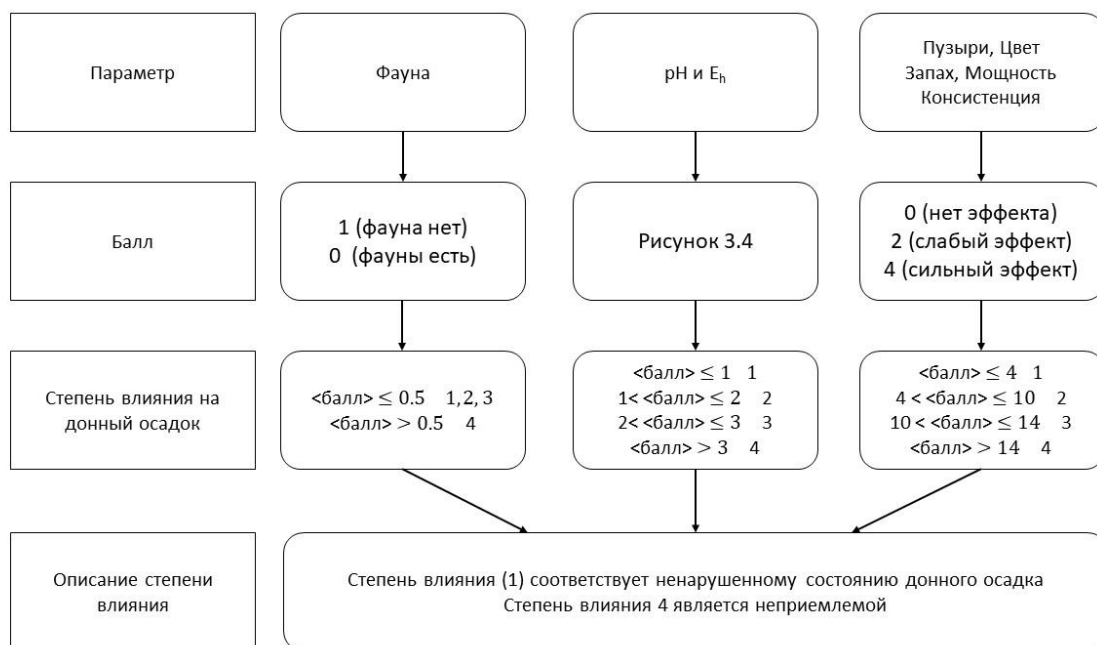 Параметр
Фауна
pH и Eh
Пузыри, Цвет
Запах, Мощность
Консистенция
Балл
1 (фауна нет)
0 (фауны есть)
Рисунок 3.4
0 (нет эффекта)
2 (слабый эффект)
4 (сильный эффект)
Степень влияния на
донный осадок
<балл> ≤ 0.5 1, 2, 3
<балл> > 0.5 4
<балл> ≤ 1 1
1< <балл> ≤ 2 2
2< <балл> ≤ 3 3
<балл> > 3 4
<балл> ≤ 4 1
4 < <балл> ≤ 10 2
10 < <балл> ≤ 14 3
<балл> > 14 4
Описание степени
влияния
Степень влияния (1) соответствует ненарушенному состоянию донного осадка
Степень влияния 4 является неприемлемой